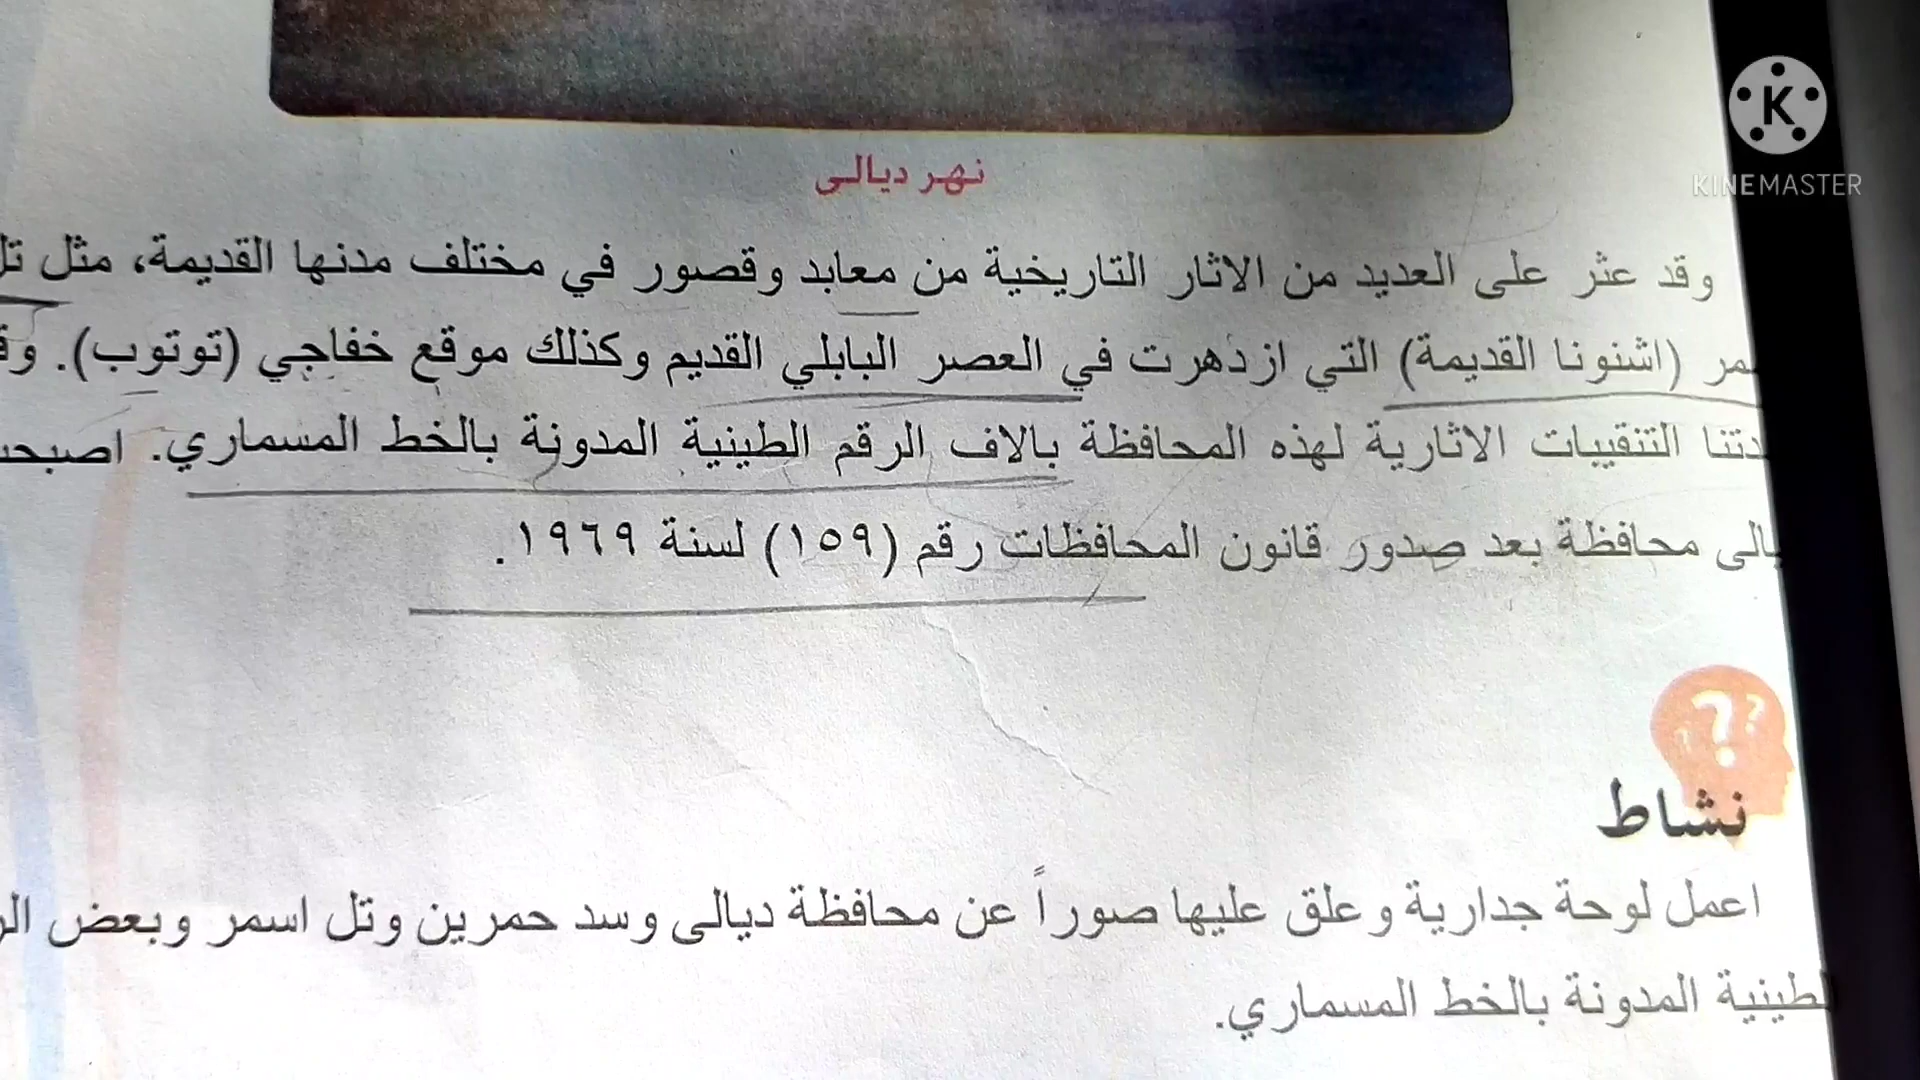 KINEMASTER
نهر ديالى
وقد عثر على العديد من الاثار التاريخية من معابد وقصور في مختلف مدنها القديمة، مثل تل
(اشنونا القديمة) التي ازدهرت في العصر البابلي القديم وكذلك موقع خفاجي (توتوب).
التنقيبات الاثارية لهذه المحافظة بالاف الرقم الطينية المدونة بالخط المسماري.
محافظة بعد صدور قانون المحافظات رقم (١٥٩) لسنة ١٩٦٩.
نشاط
اعمل لوحة جدارية وعلق عليها صوراً عن محافظة ديالى وسد حمرين وتل اسمر وبعض
المدونة بالخط المسماري.